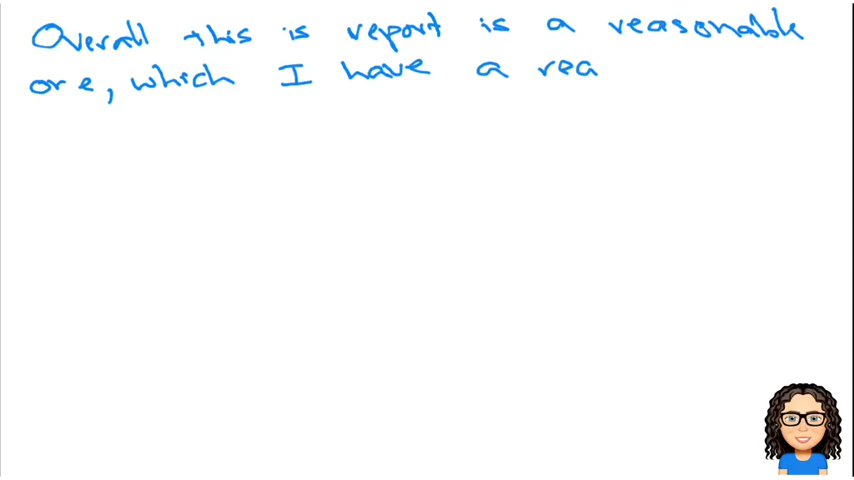 Overall this is report is a reasonable
one, which I have a rea